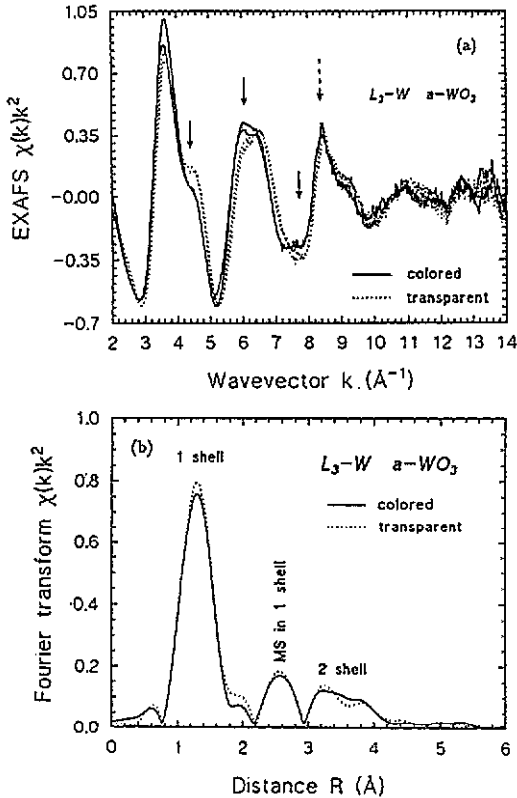 1.05
0.70
0.35
-0.00
-0.35
-0.7
EXAFS χ(k)k²
(a)
L₃-W a-WO₃
colored
transparent
2 3 4 5 6 7 8 9 10 11 12 13 14
Wavevector k. (Å⁻¹)
1.0
0.8
0.6
0.4
0.2
0.0
Fourier transform χ(k)k²
(b)
1 shell
L₃-W a-WO₃
colored
transparent
MS in 1 shell
2 shell
0 1 2 3 4 5 6
Distance R (Å)